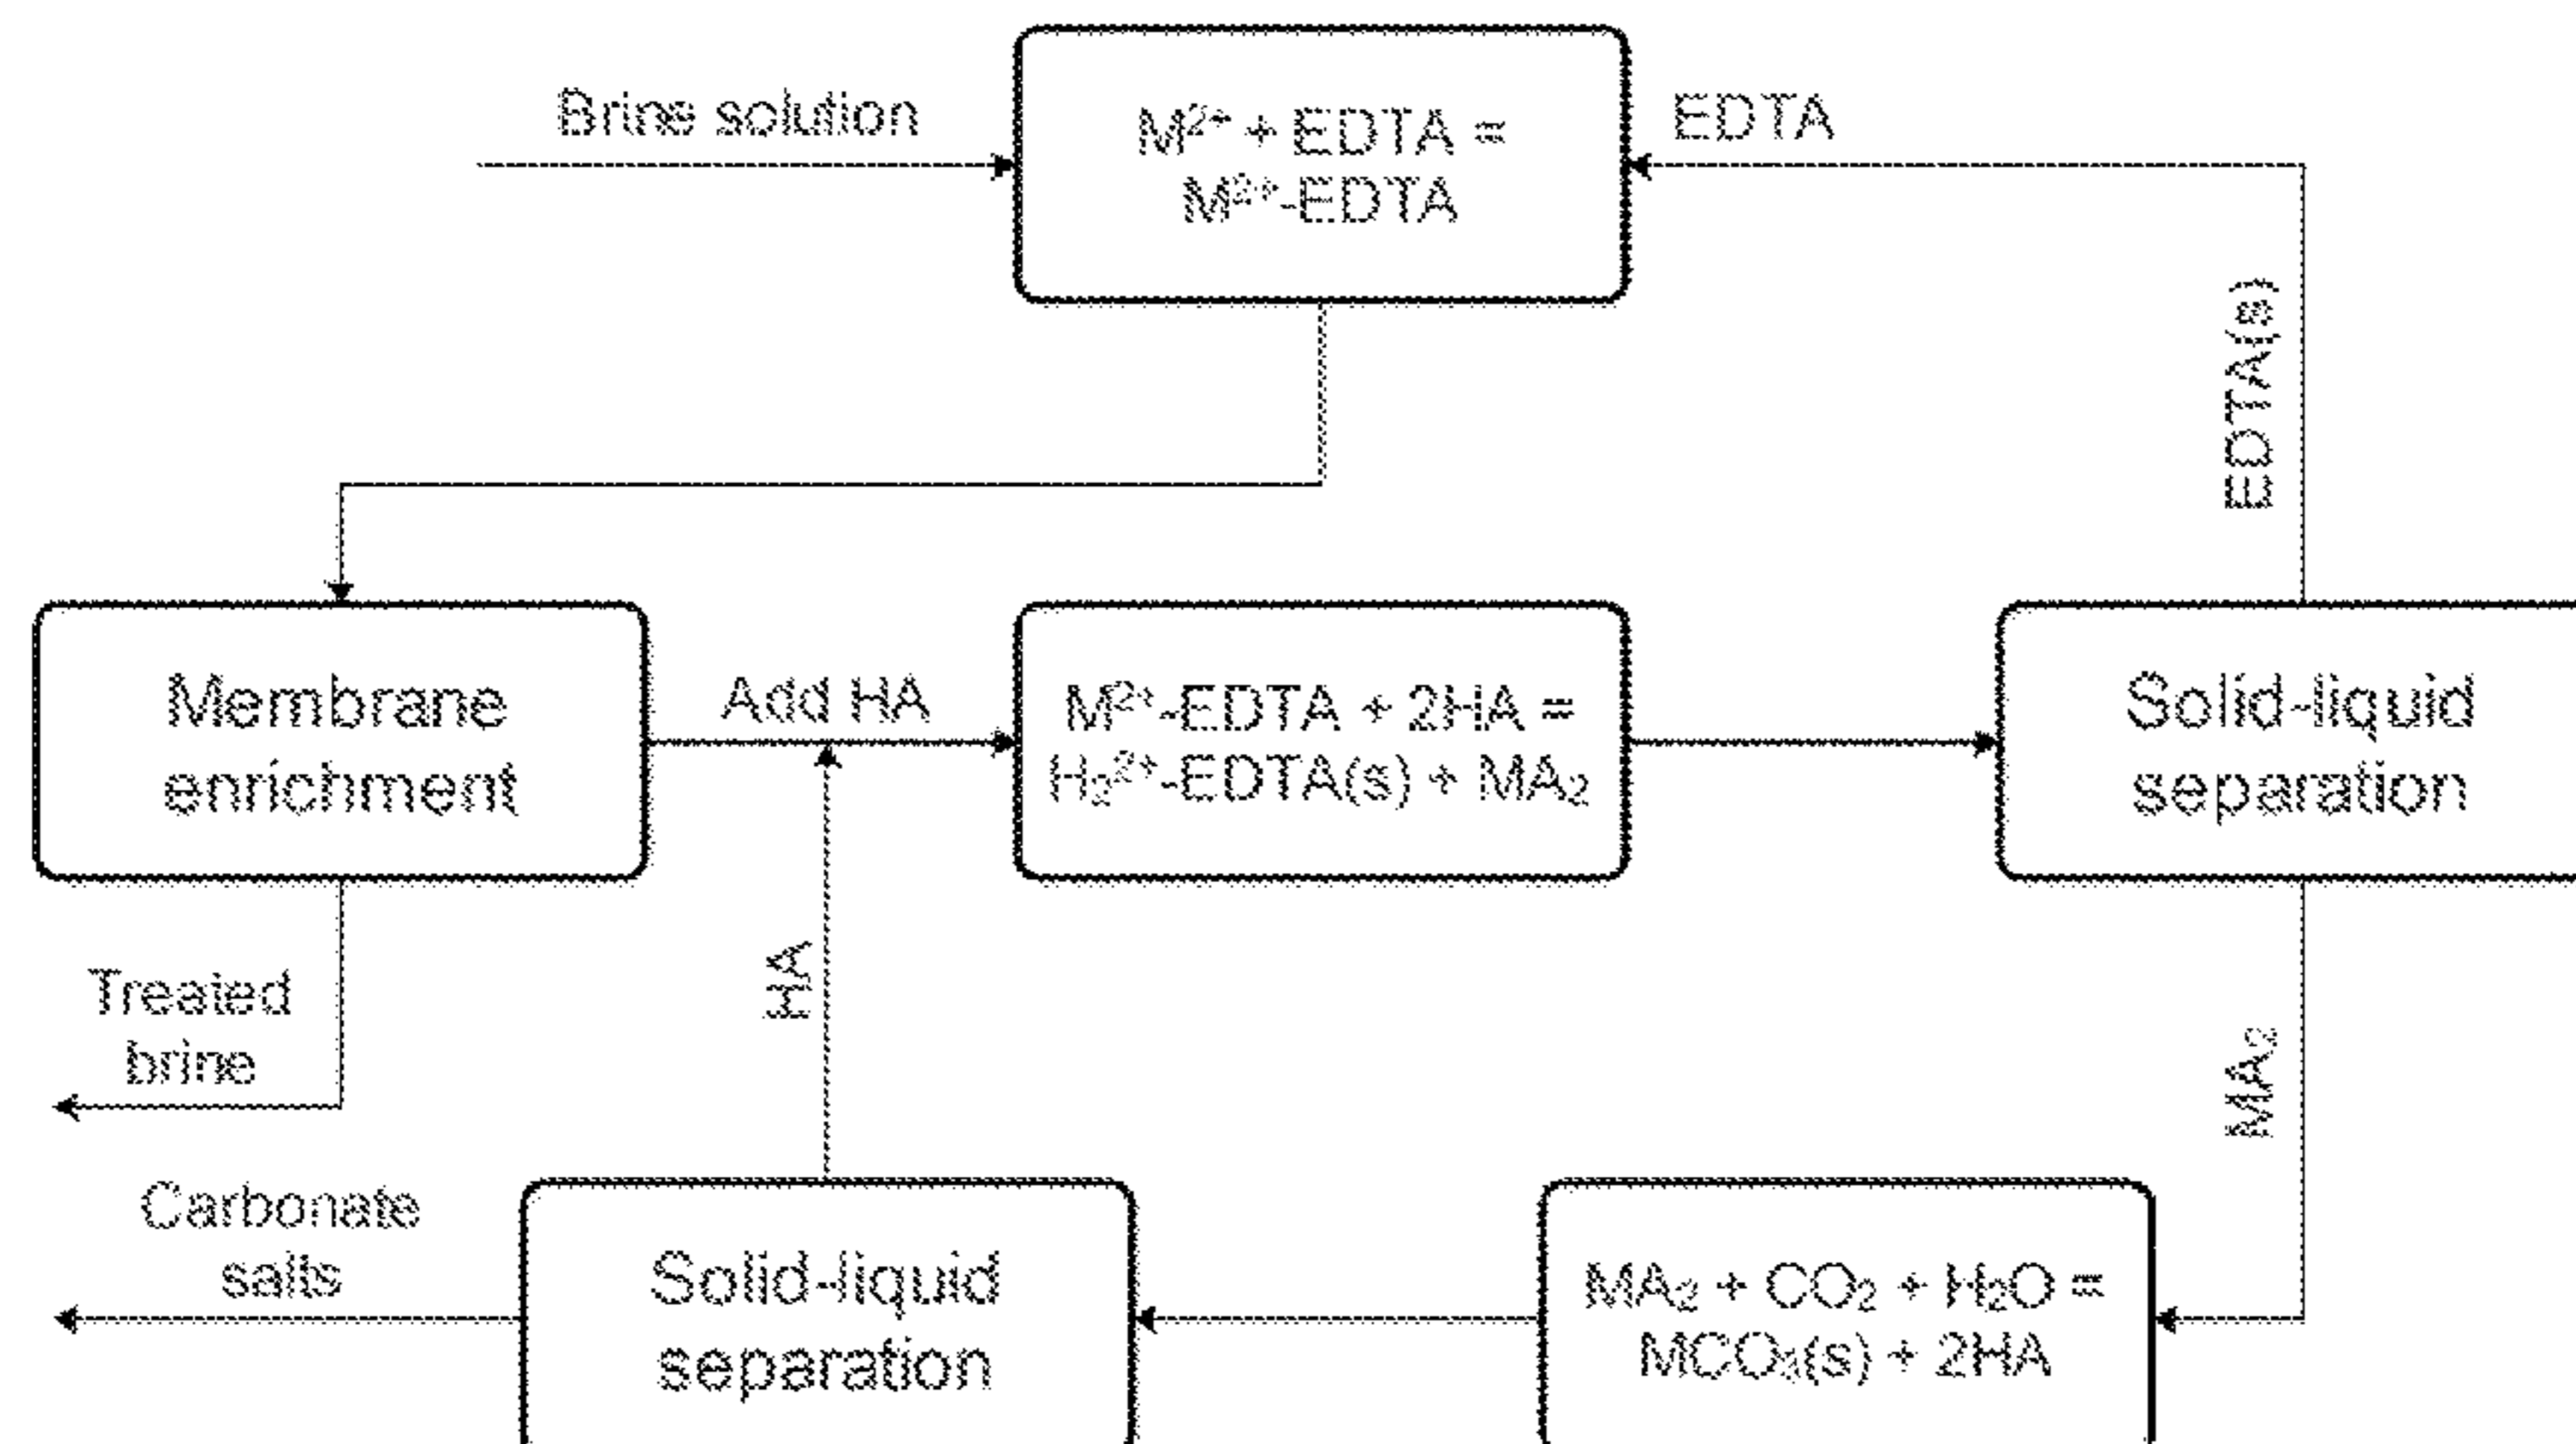 Brine solution
M²⁺ + EDTA =
M²⁺-EDTA
EDTA
EDTA(s)
Membrane
enrichment
Add HA
M²⁺-EDTA + 2HA =
H₂²⁺-EDTA(s) + MA₂
Solid-liquid
separation
Treated
brine
HA
MA₂
Carbonate
salts
Solid-liquid
separation
MA₂ + CO₂ + H₂O =
MCO₃(s) + 2HA